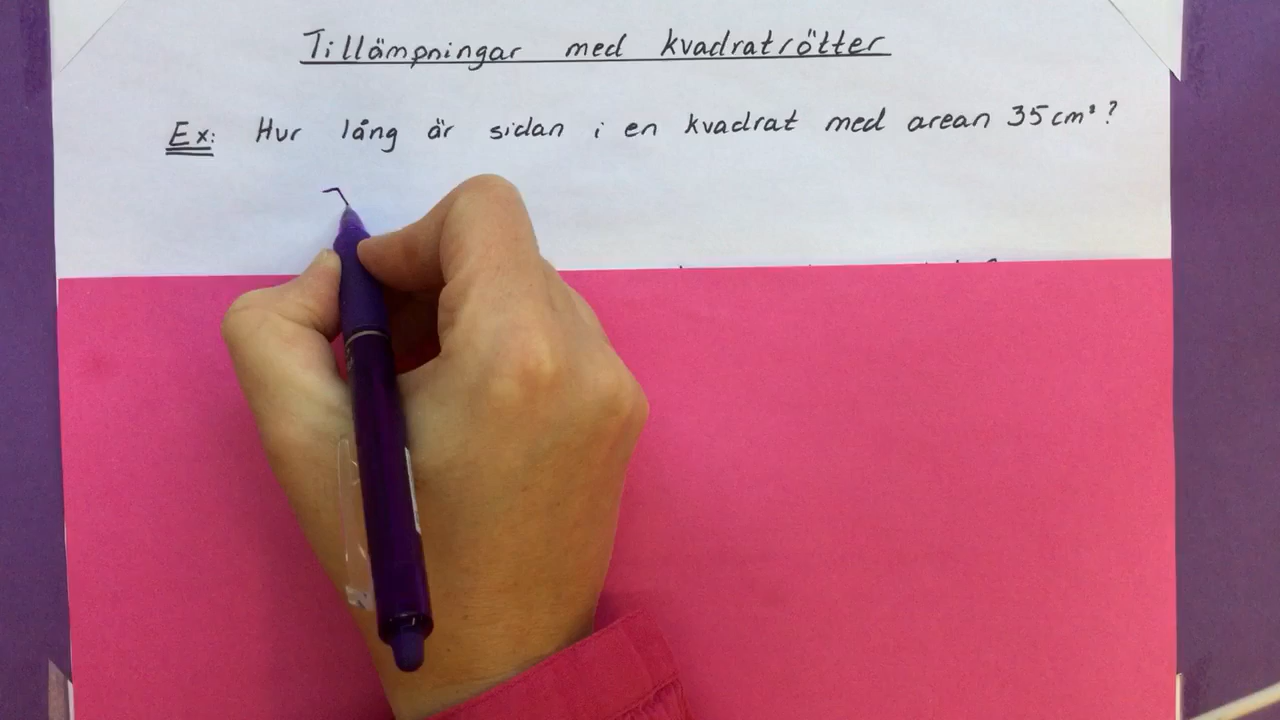 Tillämpningar med kvadratrötter
Ex: Hur lång är sidan i en kvadrat med arean 35 cm²?